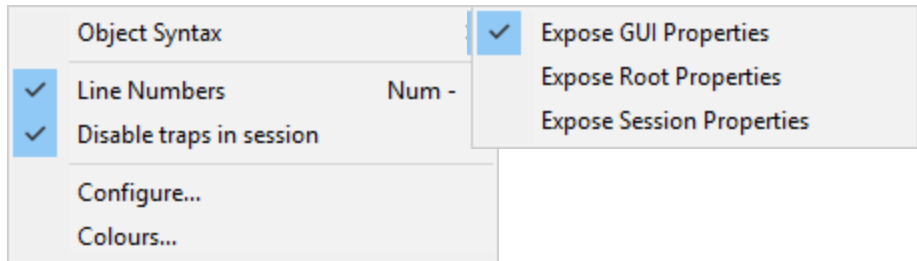 Object Syntax
Line Numbers Num -
Disable traps in session
Configure...
Colours...
Expose GUI Properties
Expose Root Properties
Expose Session Properties